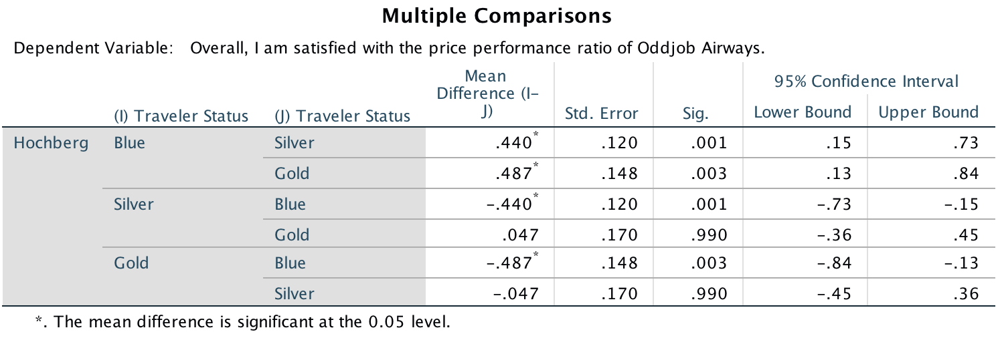 Multiple Comparisons
Dependent Variable: Overall, I am satisfied with the price performance ratio of Oddjob Airways.
(I) Traveler Status (J) Traveler Status Mean Difference (I–J) Std. Error Sig. 95% Confidence Interval
Lower Bound Upper Bound
Hochberg Blue Silver .440* .120 .001 .15 .73
Gold .487* .148 .003 .13 .84
Silver Blue –.440* .120 .001 –.73 –.15
Gold .047 .170 .990 –.36 .45
Gold Blue –.487* .148 .003 –.84 –.13
Silver –.047 .170 .990 –.45 .36
*. The mean difference is significant at the 0.05 level.